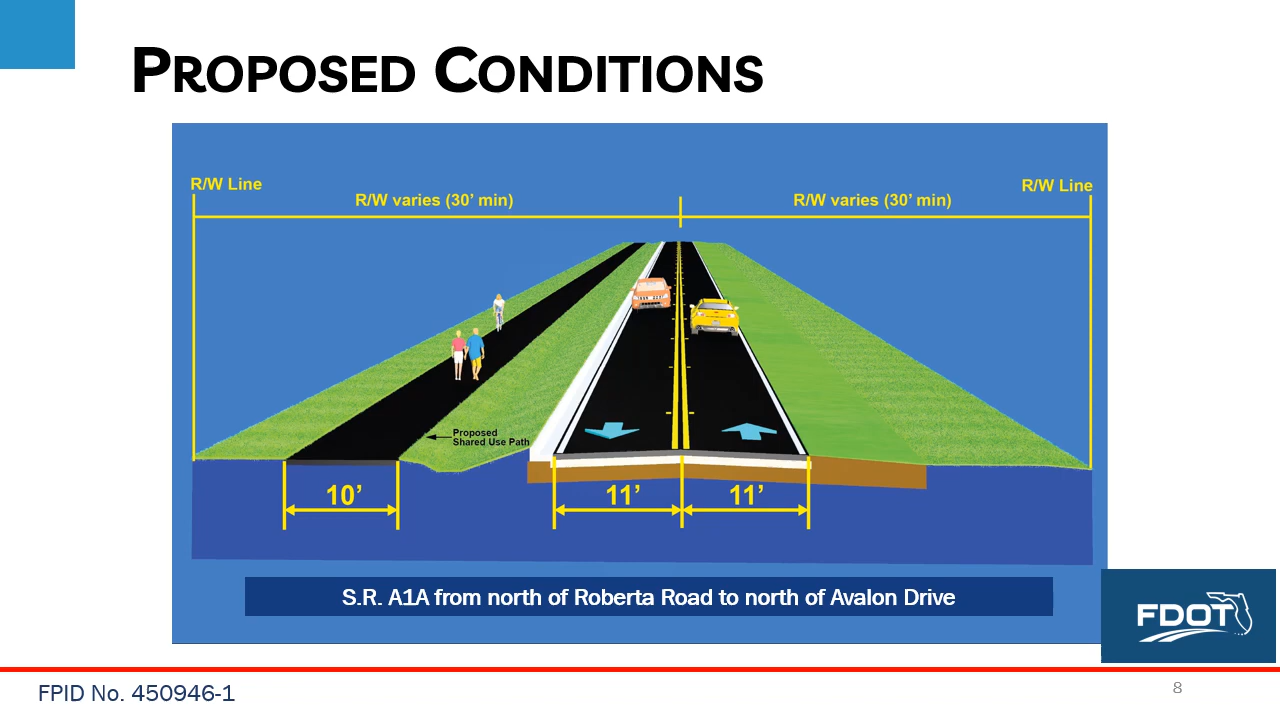 PROPOSED CONDITIONS
R/W Line
R/W Line
R/W varies (30’ min)
R/W varies (30’ min)
Proposed
Shared Use Path
10’
11’
11’
S.R. A1A from north of Roberta Road to north of Avalon Drive
FDOT
FPID No. 450946-1
8